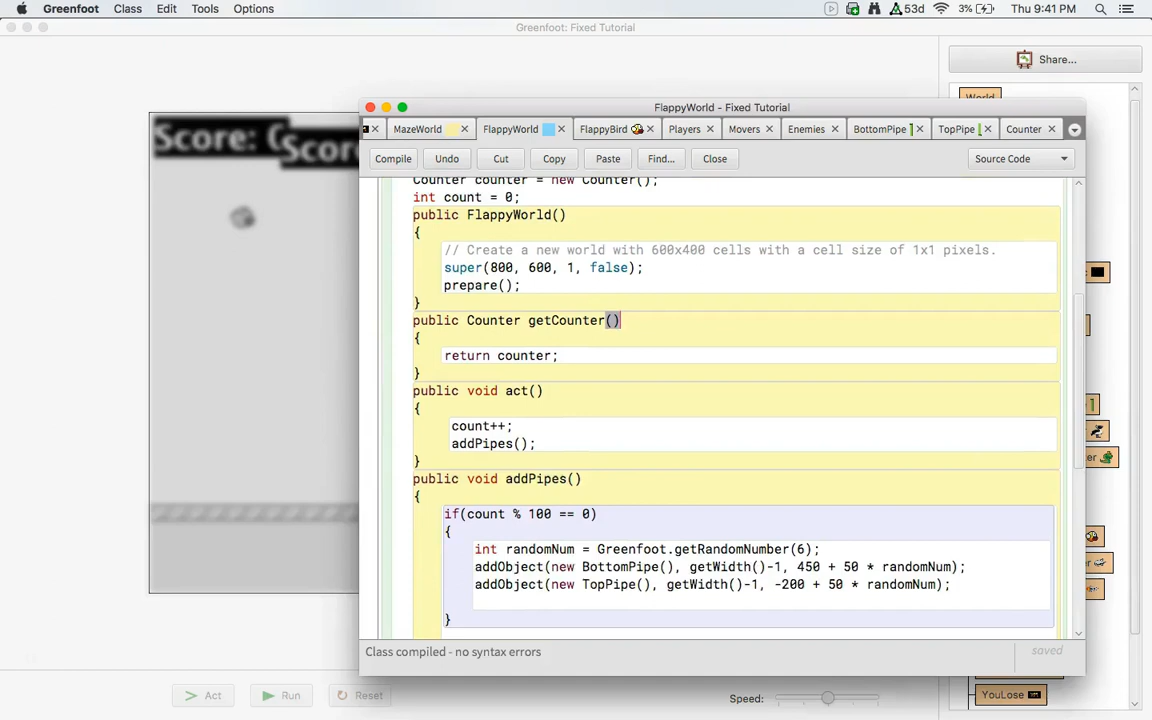 Greenfoot Class Edit Tools Options
53d 3% Thu 9:41 PM
Greenfoot: Fixed Tutorial
Share...
World
Score: 0
Score
FlappyWorld - Fixed Tutorial
MazeWorld FlappyWorld FlappyBird Players Movers Enemies BottomPipe TopPipe Counter
Compile Undo Cut Copy Paste Find... Close Source Code
Counter counter = new Counter();
int count = 0;
public FlappyWorld()
{
// Create a new world with 600x400 cells with a cell size of 1x1 pixels.
super(800, 600, 1, false);
prepare();
}
public Counter getCounter()
{
return counter;
}
public void act()
{
count++;
addPipes();
}
public void addPipes()
{
if(count % 100 == 0)
{
int randomNum = Greenfoot.getRandomNumber(6);
addObject(new BottomPipe(), getWidth()-1, 450 + 50 * randomNum);
addObject(new TopPipe(), getWidth()-1, -200 + 50 * randomNum);
}
Class compiled - no syntax errors
saved
Act Run Reset Speed:
YouLose